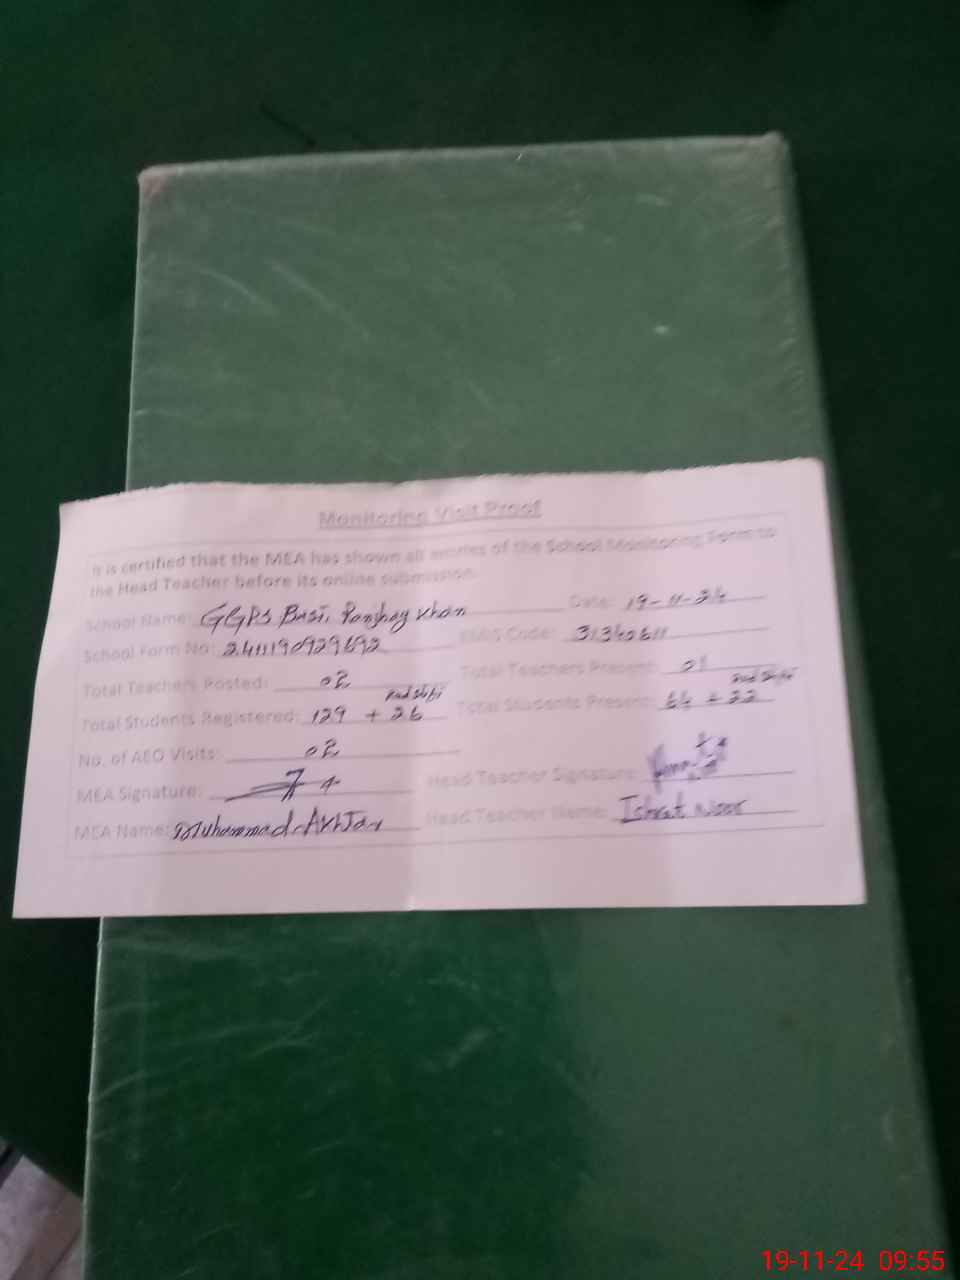 Monitoring Visit Proof
It is certified that the MEA has shown all entries of the School Monitoring Form to
the Head Teacher before its online submission.
School Name: GGPS Basti Panjhag Khan Date: 19-11-24
School Form No: 2411190929692 EMIS Code: 31340611
Total Teachers Posted: 02 Total Teachers Present: 01
Total Students Registered: 129 + 26 Total Students Present: 64 + 22
No. of AEO Visits: 02
MEA Signature: Head Teacher Signature:
MEA Name: Muhammad Akhtar Head Teacher Name: Ishrat Noor
19-11-24 09:55